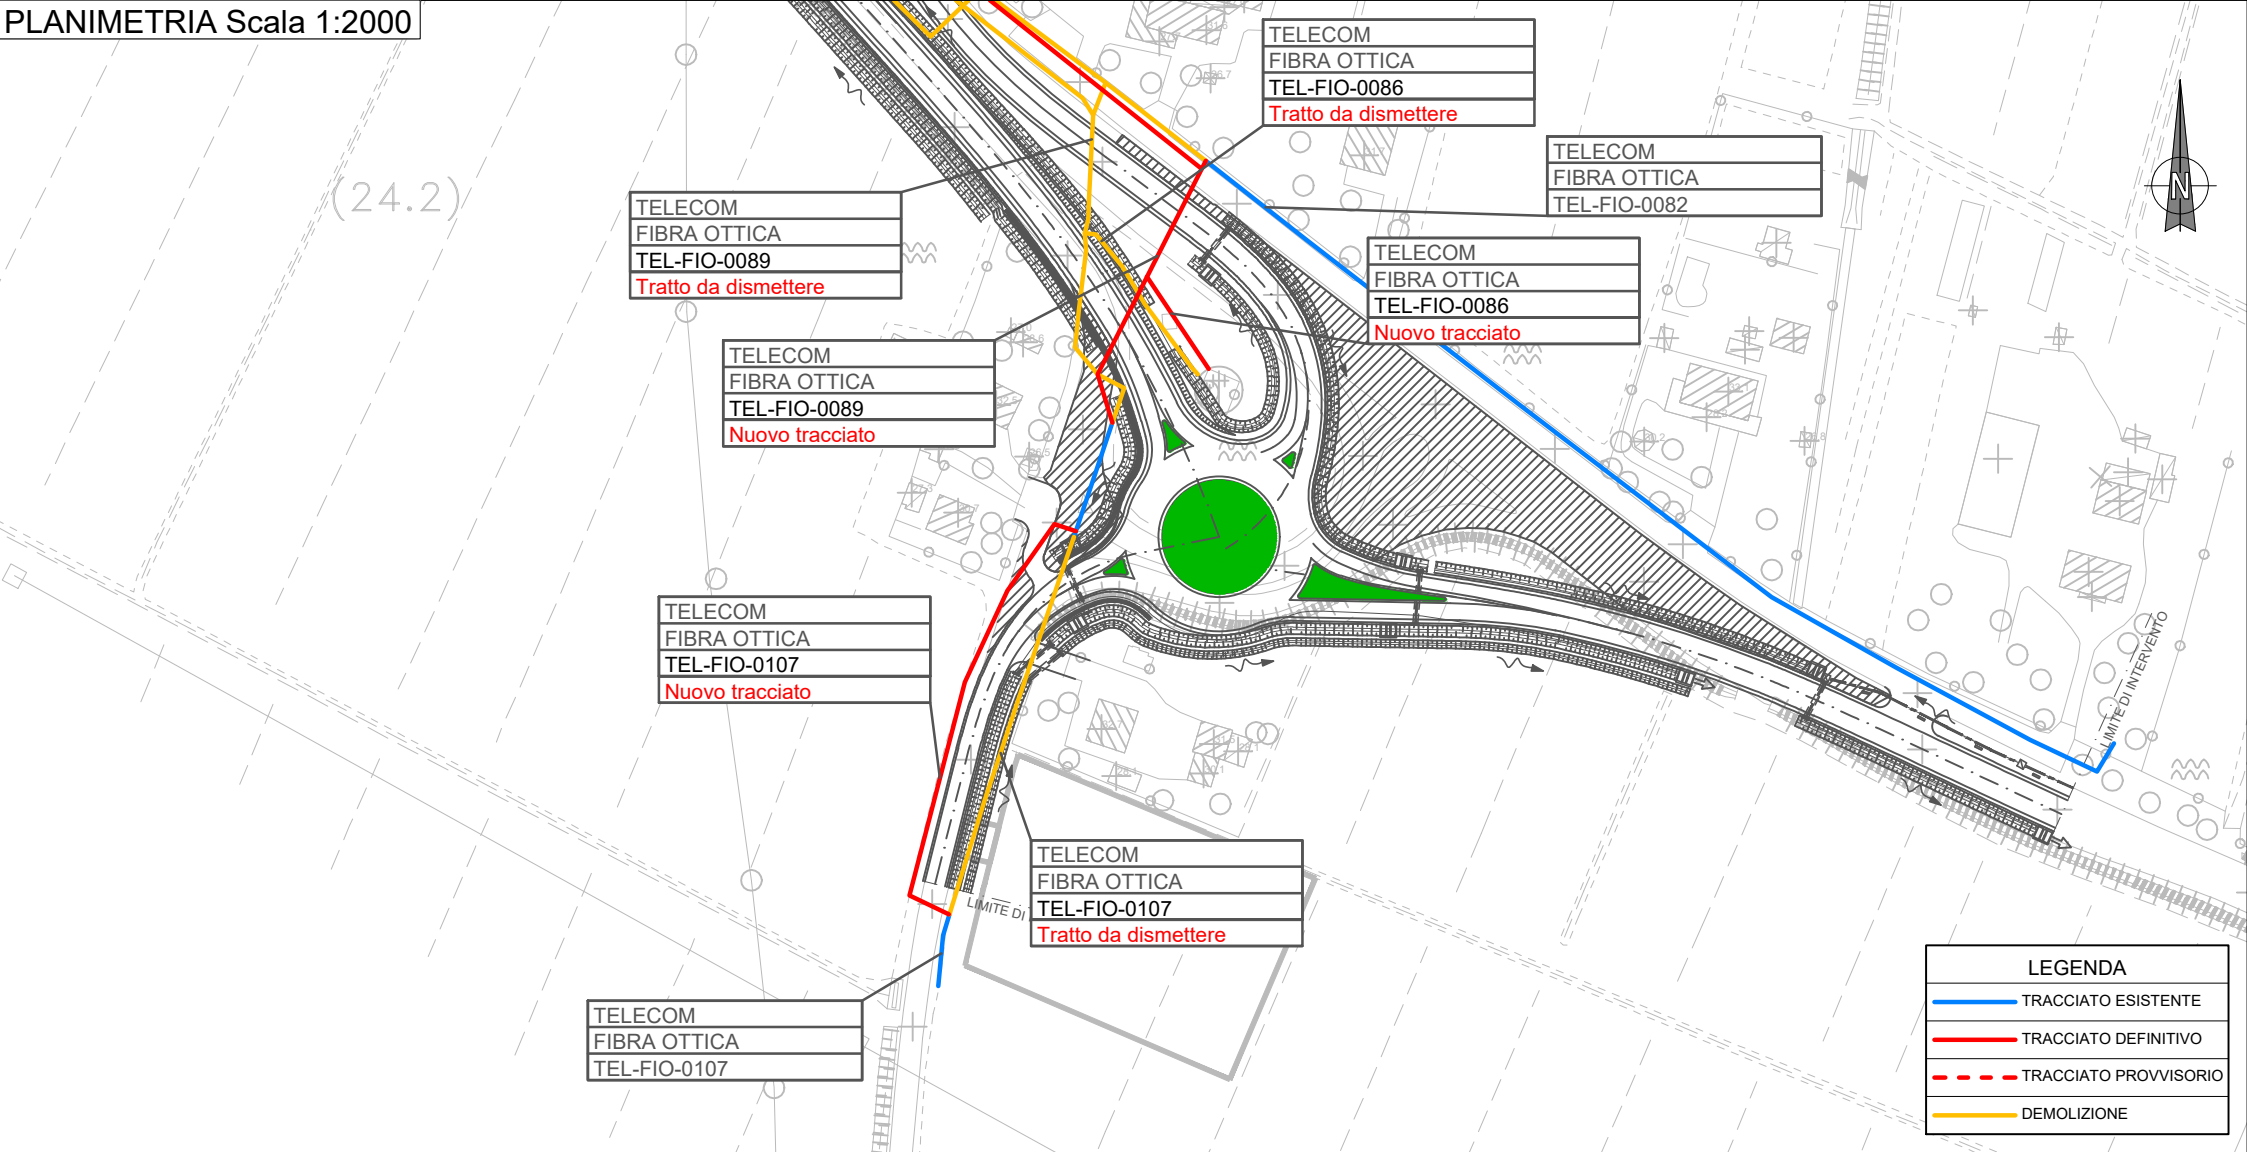 PLANIMETRIA Scala 1:2000
TELECOM
FIBRA OTTICA
TEL-FIO-0086
Tratto da dismettere
TELECOM
FIBRA OTTICA
TEL-FIO-0082
(24.2)
TELECOM
FIBRA OTTICA
TEL-FIO-0089
Tratto da dismettere
N
TELECOM
FIBRA OTTICA
TEL-FIO-0086
Nuovo tracciato
TELECOM
FIBRA OTTICA
TEL-FIO-0089
Nuovo tracciato
TELECOM
FIBRA OTTICA
TEL-FIO-0107
Nuovo tracciato
LIMITE DI INTERVENTO
TELECOM
FIBRA OTTICA
TEL-FIO-0107
Tratto da dismettere
LIMITE DI
TELECOM
FIBRA OTTICA
TEL-FIO-0107
LEGENDA
TRACCIATO ESISTENTE
TRACCIATO DEFINITIVO
TRACCIATO PROVVISORIO
DEMOLIZIONE